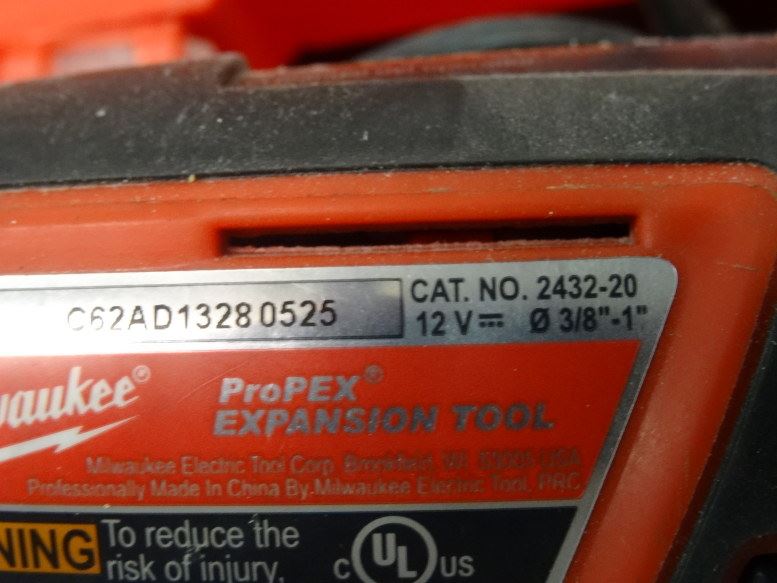 C62AD13280525
CAT. NO. 2432-20
12 V⎓ Ø 3/8"-1"
waukee®
ProPEX®
EXPANSION TOOL
Milwaukee Electric Tool Corp. Brookfield, WI 53005 USA
Professionally Made In China By Milwaukee Electric Tool, PRC
NING
To reduce the
risk of injury,
C UL US